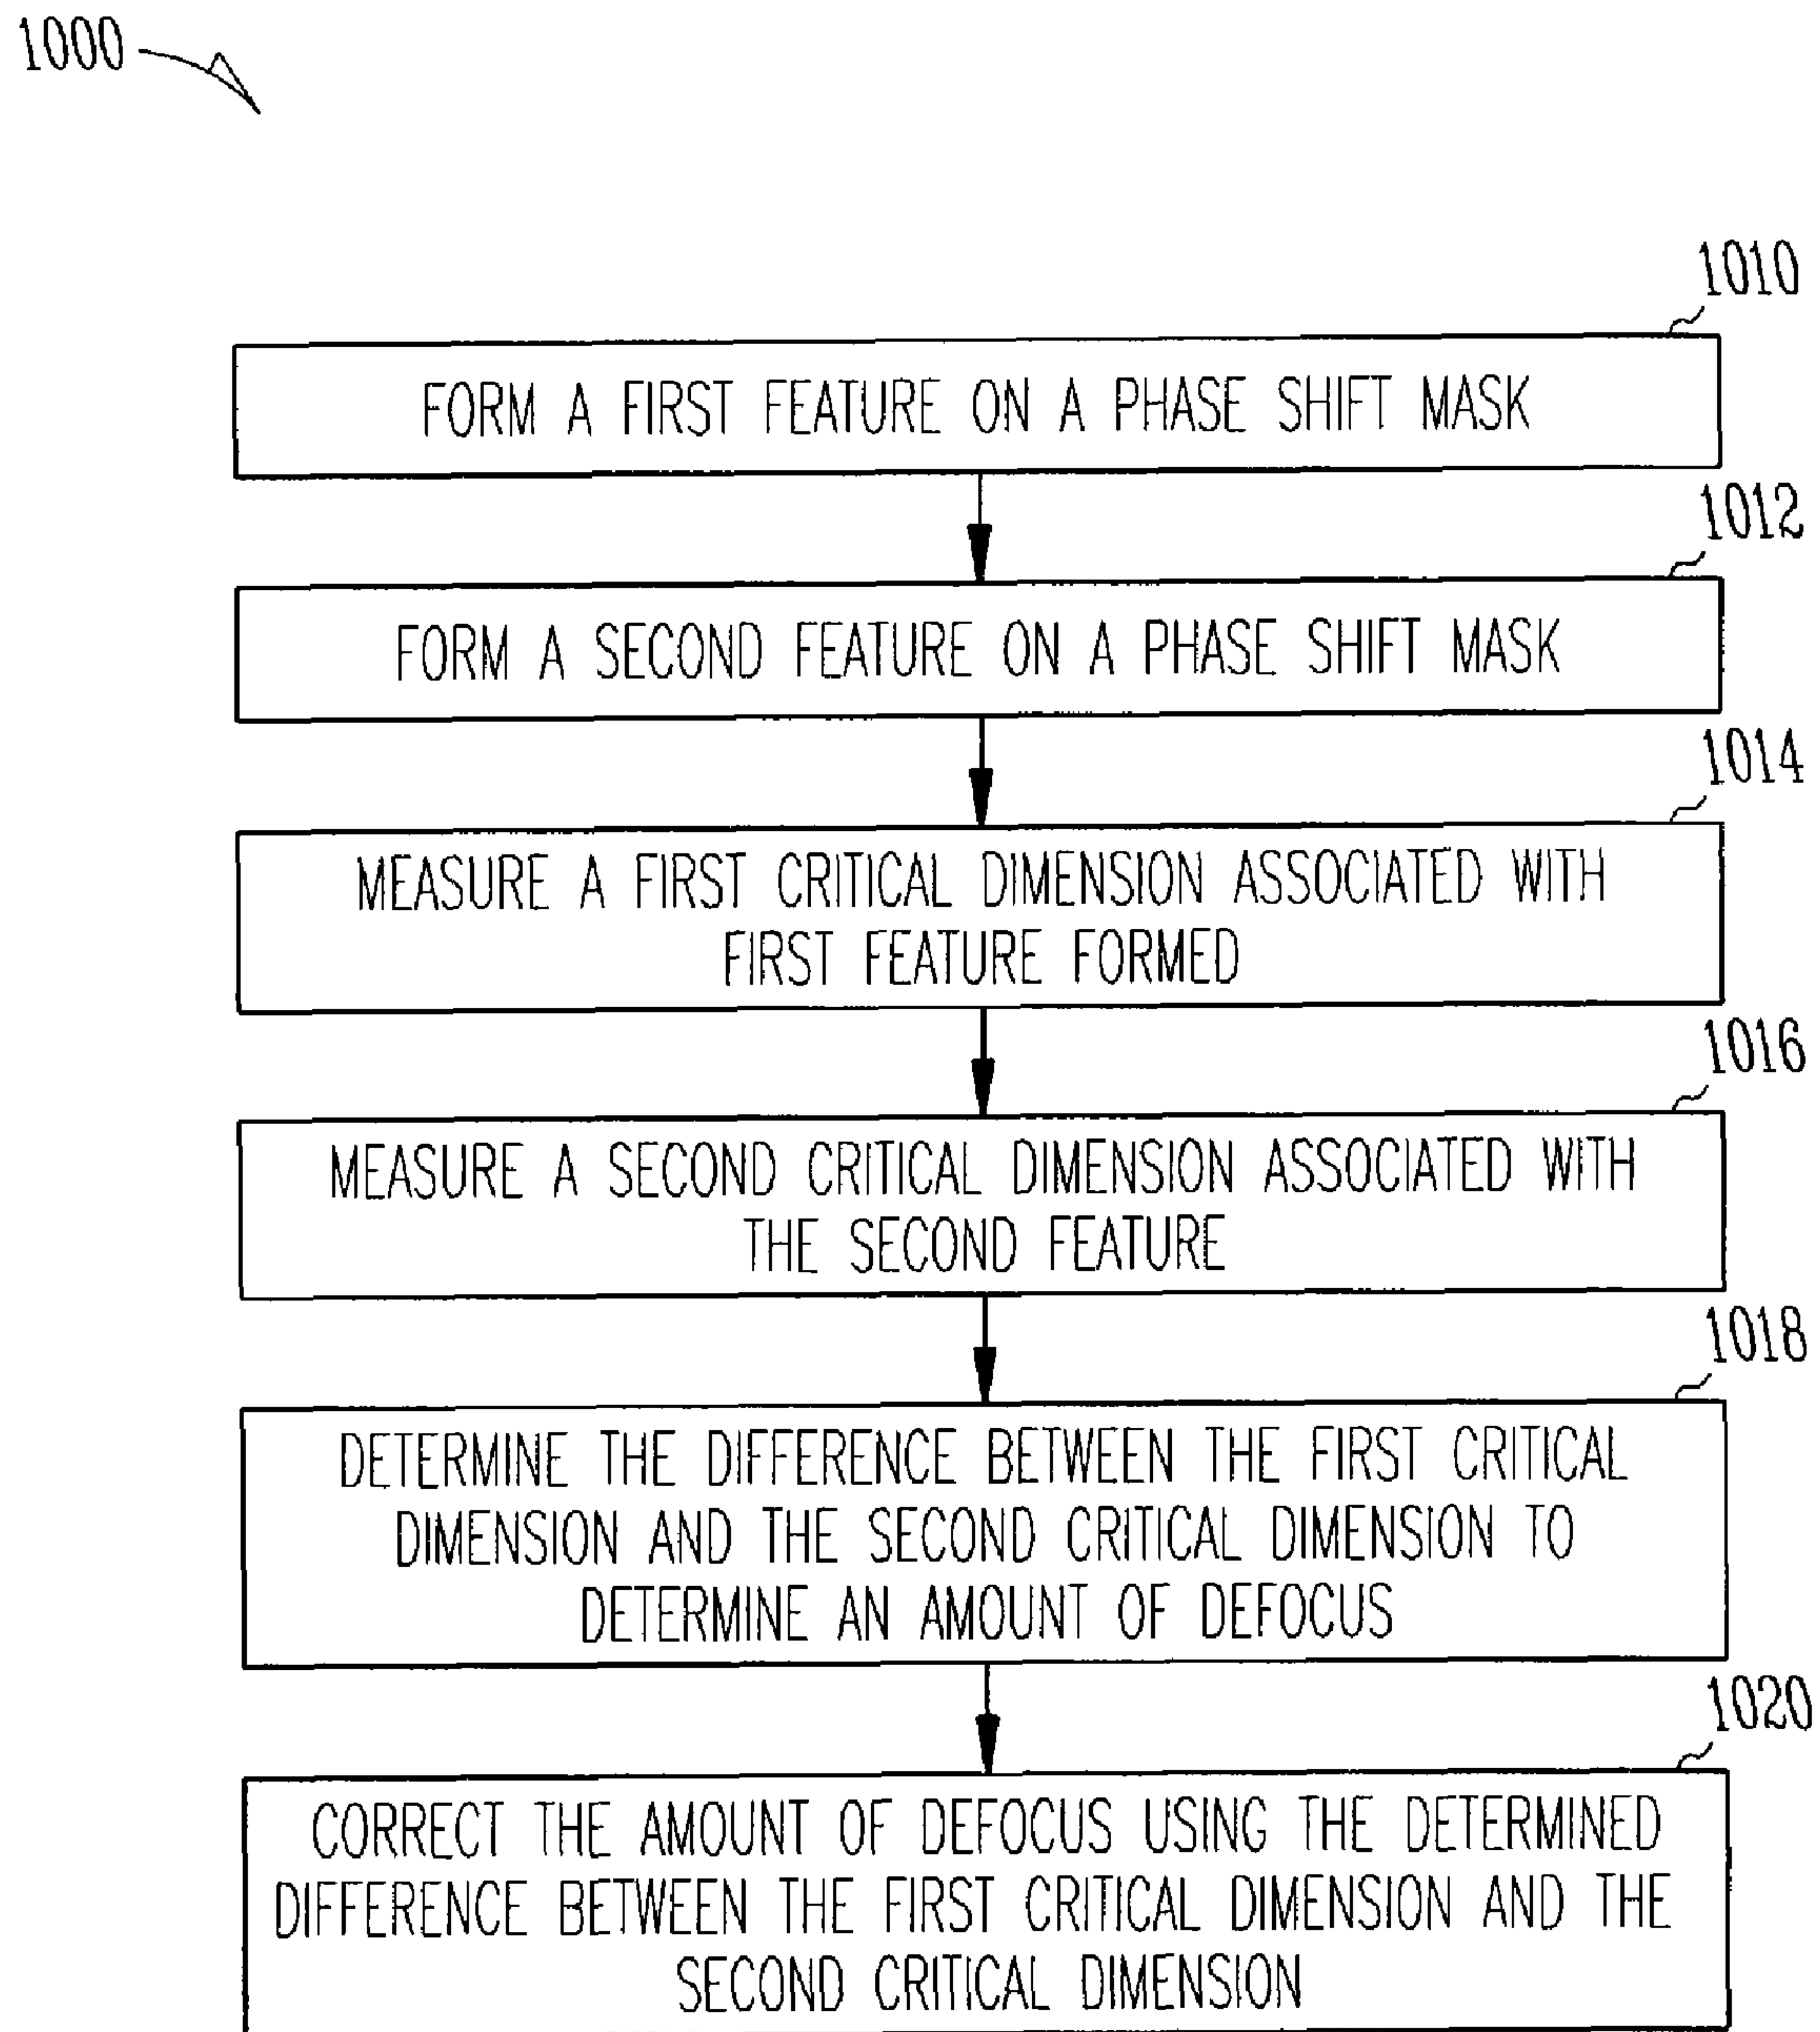 1000
1010
FORM A FIRST FEATURE ON A PHASE SHIFT MASK
1012
FORM A SECOND FEATURE ON A PHASE SHIFT MASK
1014
MEASURE A FIRST CRITICAL DIMENSION ASSOCIATED WITH
FIRST FEATURE FORMED
1016
MEASURE A SECOND CRITICAL DIMENSION ASSOCIATED WITH
THE SECOND FEATURE
1018
DETERMINE THE DIFFERENCE BETWEEN THE FIRST CRITICAL
DIMENSION AND THE SECOND CRITICAL DIMENSION TO
DETERMINE AN AMOUNT OF DEFOCUS
1020
CORRECT THE AMOUNT OF DEFOCUS USING THE DETERMINED
DIFFERENCE BETWEEN THE FIRST CRITICAL DIMENSION AND THE
SECOND CRITICAL DIMENSION